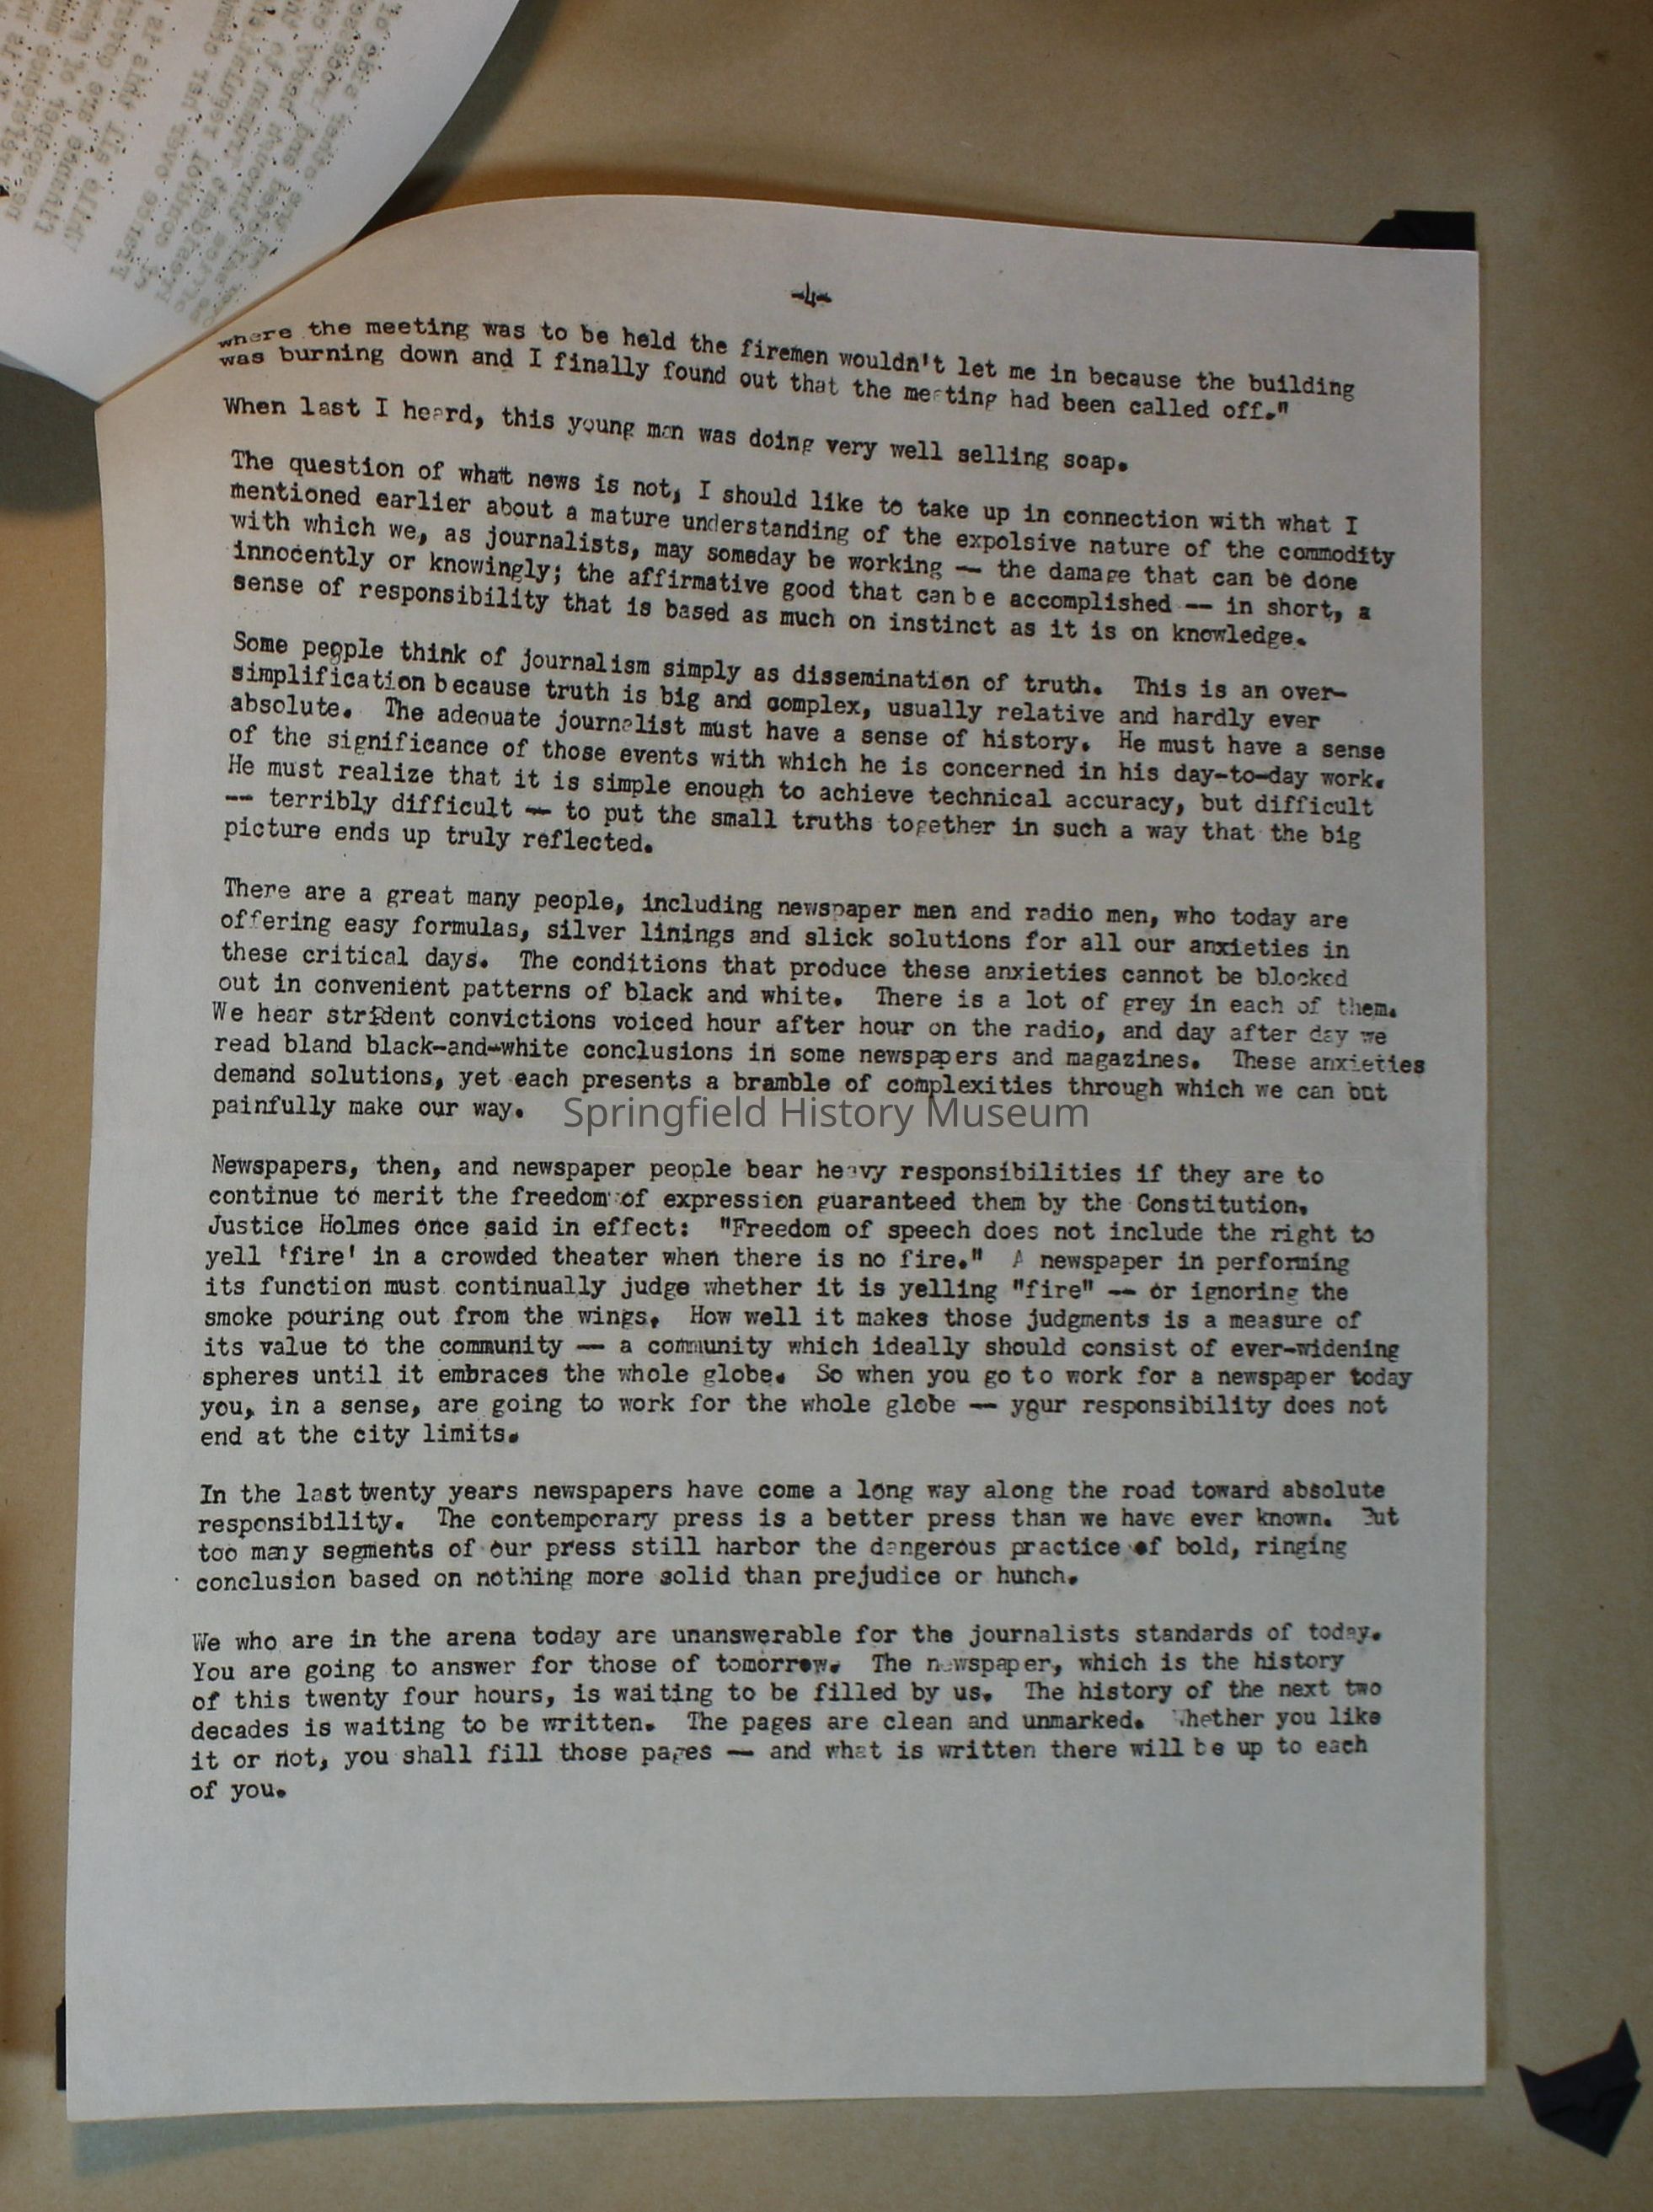 -4-
where the meeting was to be held the firemen wouldn't let me in because the building
was burning down and I finally found out that the meeting had been called off."
When last I heard, this young man was doing very well selling soap.
The question of what news is not, I should like to take up in connection with what I
mentioned earlier about a mature understanding of the expolsive nature of the commodity
with which we, as journalists, may someday be working -- the damage that can be done
innocently or knowingly; the affirmative good that can be accomplished -- in short, a
sense of responsibility that is based as much on instinct as it is on knowledge.
Some people think of journalism simply as dissemination of truth. This is an over-
simplification because truth is big and complex, usually relative and hardly ever
absolute. The adequate journalist must have a sense of history. He must have a sense
of the significance of those events with which he is concerned in his day-to-day work.
He must realize that it is simple enough to achieve technical accuracy, but difficult
-- terribly difficult -- to put the small truths together in such a way that the big
picture ends up truly reflected.
There are a great many people, including newspaper men and radio men, who today are
offering easy formulas, silver linings and slick solutions for all our anxieties in
these critical days. The conditions that produce these anxieties cannot be blocked
out in convenient patterns of black and white. There is a lot of grey in each of them.
We hear strident convictions voiced hour after hour on the radio, and day after day we
read bland black-and-white conclusions in some newspapers and magazines. These anxieties
demand solutions, yet each presents a bramble of complexities through which we can but
painfully make our way.
Springfield History Museum
Newspapers, then, and newspaper people bear heavy responsibilities if they are to
continue to merit the freedom of expression guaranteed them by the Constitution.
Justice Holmes once said in effect: "Freedom of speech does not include the right to
yell 'fire' in a crowded theater when there is no fire." A newspaper in performing
its function must continually judge whether it is yelling "fire" -- or ignoring the
smoke pouring out from the wings. How well it makes those judgments is a measure of
its value to the community -- a community which ideally should consist of ever-widening
spheres until it embraces the whole globe. So when you go to work for a newspaper today
you, in a sense, are going to work for the whole globe -- your responsibility does not
end at the city limits.
In the last twenty years newspapers have come a long way along the road toward absolute
responsibility. The contemporary press is a better press than we have ever known. But
too many segments of our press still harbor the dangerous practice of bold, ringing
conclusion based on nothing more solid than prejudice or hunch.
We who are in the arena today are unanswerable for the journalists standards of today.
You are going to answer for those of tomorrow. The newspaper, which is the history
of this twenty four hours, is waiting to be filled by us. The history of the next two
decades is waiting to be written. The pages are clean and unmarked. Whether you like
it or not, you shall fill those pages -- and what is written there will be up to each
of you.